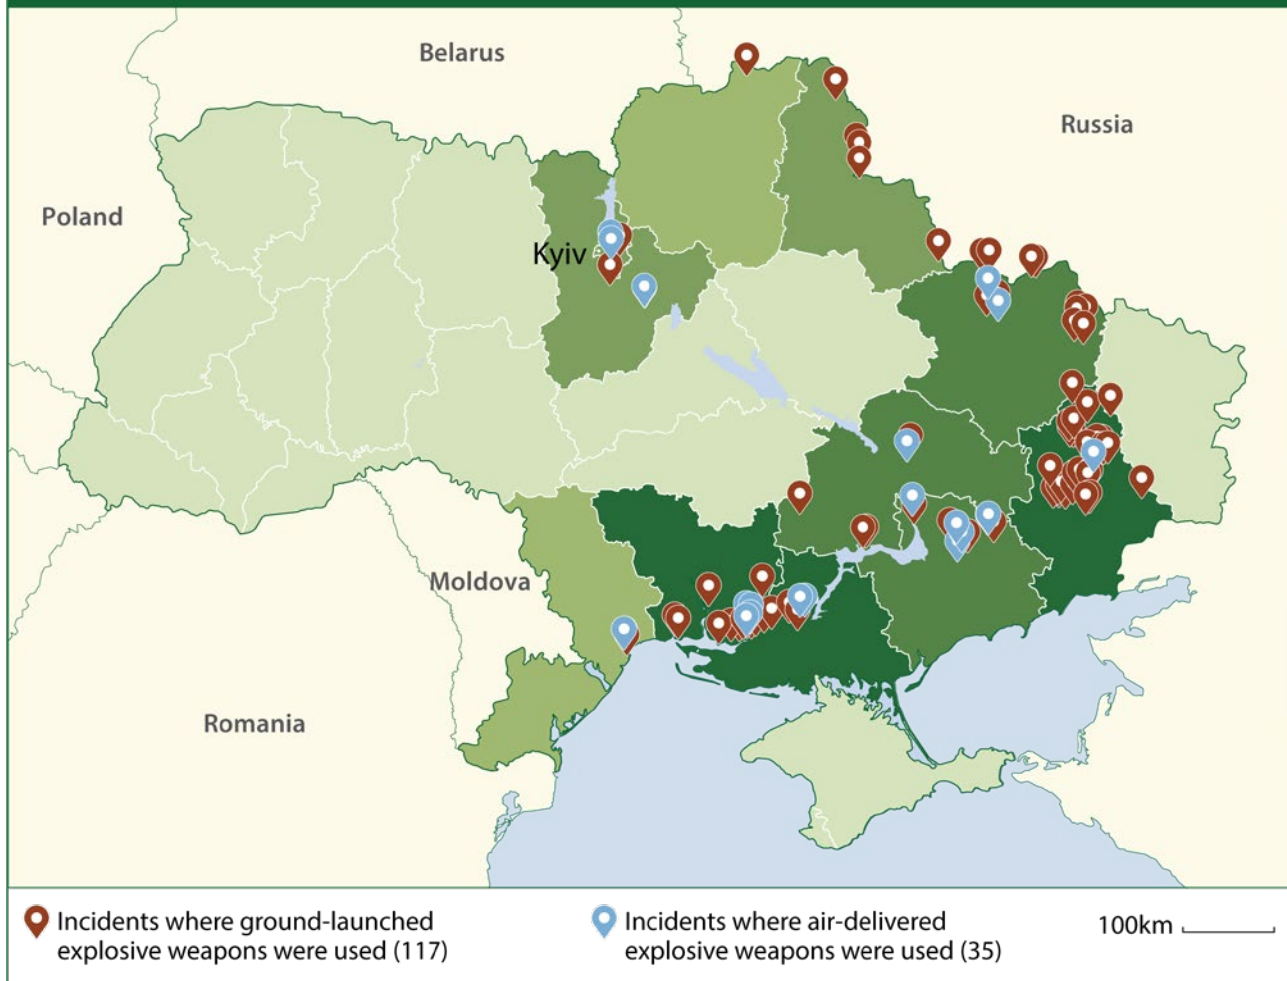 Belarus
Russia
Poland
Kyiv
Moldova
Romania
Incidents where ground-launched
explosive weapons were used (117)
Incidents where air-delivered
explosive weapons were used (35)
100km